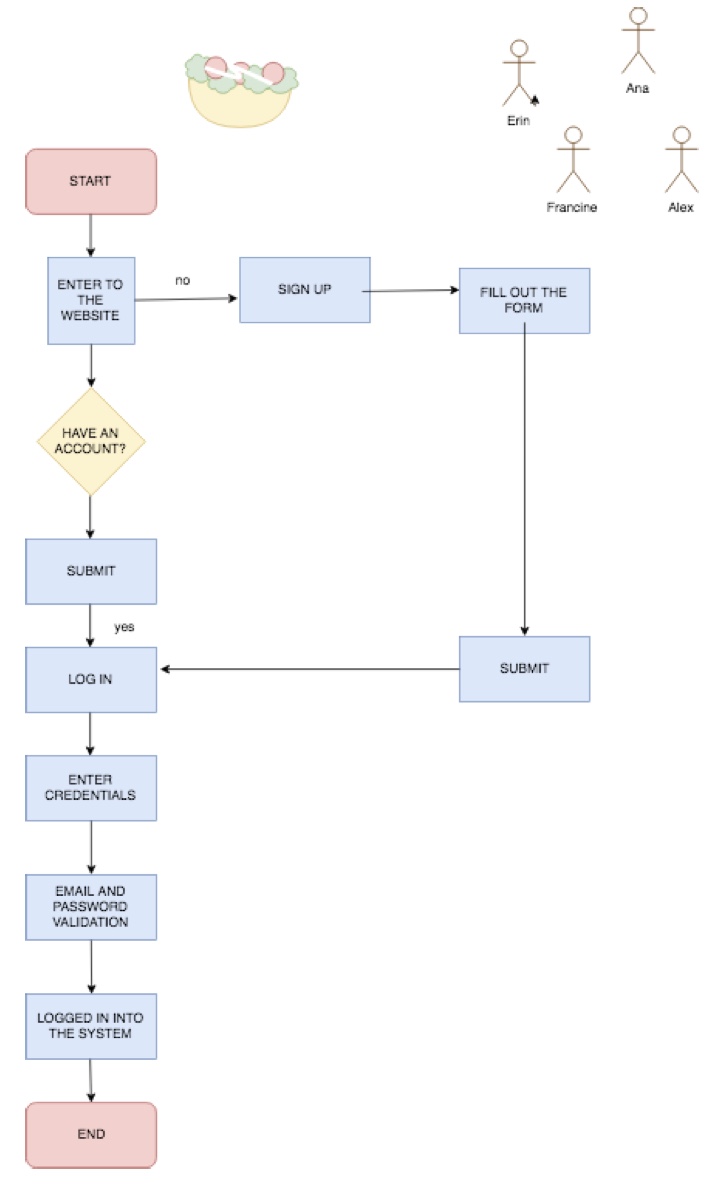 Ana
Erin
Francine
Alex
START
ENTER TO
THE
WEBSITE
no
SIGN UP
FILL OUT THE
FORM
HAVE AN
ACCOUNT?
SUBMIT
yes
LOG IN
SUBMIT
ENTER
CREDENTIALS
EMAIL AND
PASSWORD
VALIDATION
LOGGED IN INTO
THE SYSTEM
END